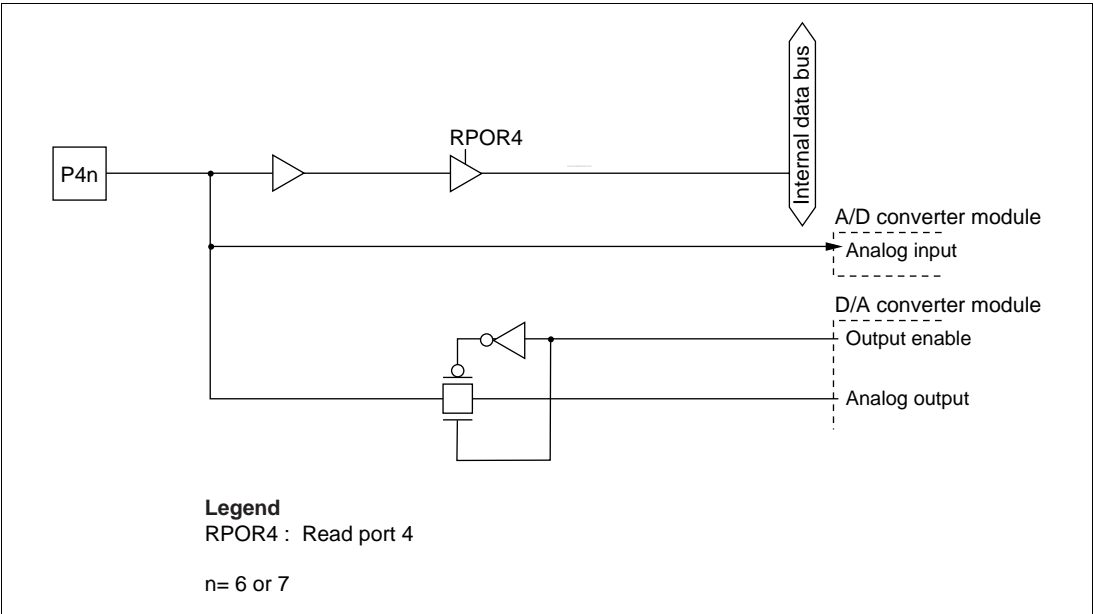 RPOR4
P4n
Internal data bus
A/D converter module
Analog input
D/A converter module
Output enable
Analog output
Legend
RPOR4 : Read port 4
n= 6 or 7